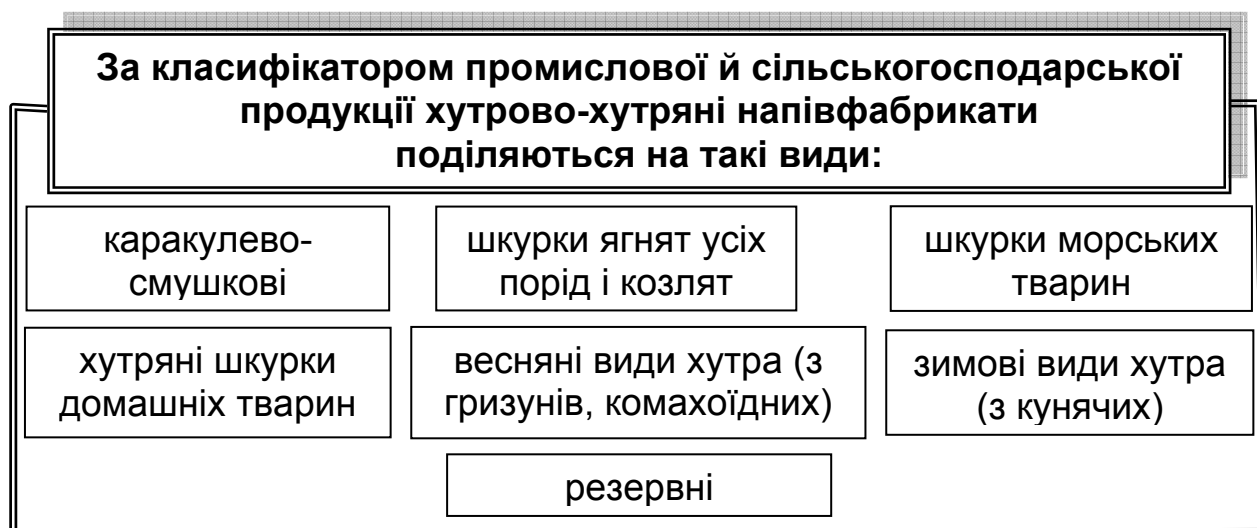 За класифікатором промислової й сільськогосподарської
продукції хутрово-хутряні напівфабрикати
поділяються на такі види:
каракулево-
смушкові
шкурки ягнят усіх
порід і козлят
шкурки морських
тварин
хутряні шкурки
домашніх тварин
весняні види хутра (з
гризунів, комахоїдних)
зимові види хутра
(з кунячих)
резервні